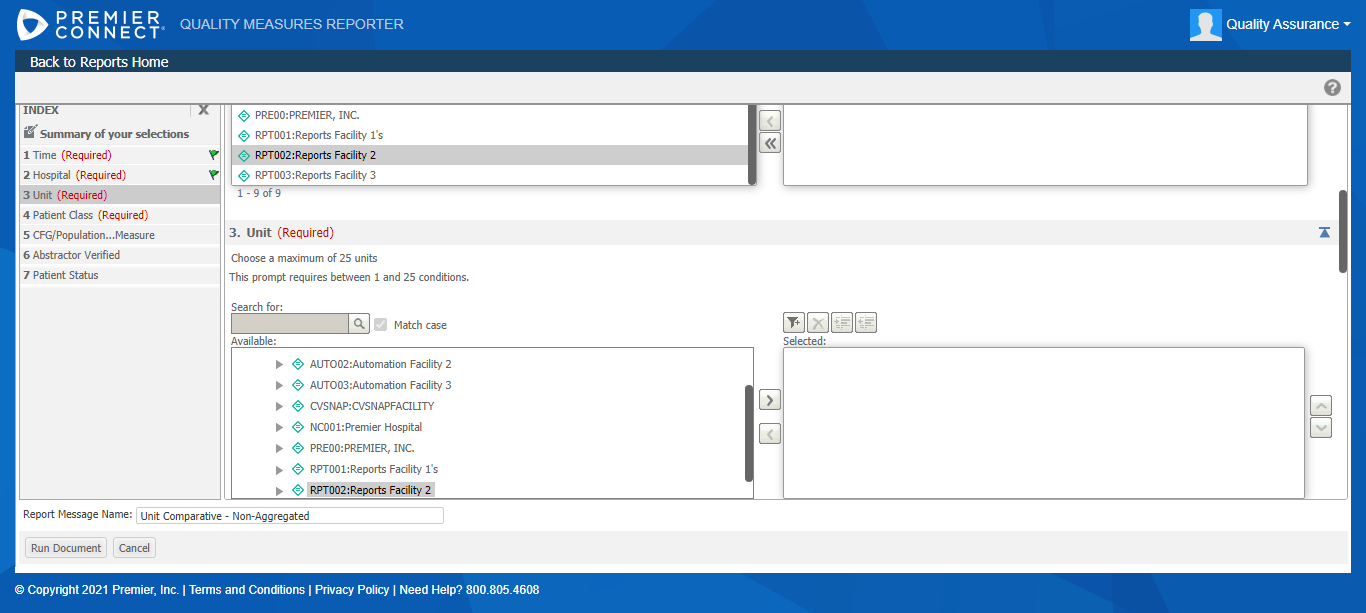 PREMIER CONNECT
QUALITY MEASURES REPORTER
Quality Assurance
Back to Reports Home
INDEX
Summary of your selections
1 Time (Required)
2 Hospital (Required)
3 Unit (Required)
4 Patient Class (Required)
5 CFG/Population...Measure
6 Abstractor Verified
7 Patient Status
PRE00:PREMIER, INC.
RPT001:Reports Facility 1's
RPT002:Reports Facility 2
RPT003:Reports Facility 3
1 - 9 of 9
3. Unit (Required)
Choose a maximum of 25 units
This prompt requires between 1 and 25 conditions.
Search for:
Match case
Available:
Selected:
AUTO02:Automation Facility 2
AUTO03:Automation Facility 3
CVSNAP:CVSNAPFACILITY
NC001:Premier Hospital
PRE00:PREMIER, INC.
RPT001:Reports Facility 1's
RPT002:Reports Facility 2
Report Message Name: Unit Comparative - Non-Aggregated
Run Document Cancel
© Copyright 2021 Premier, Inc. | Terms and Conditions | Privacy Policy | Need Help? 800.805.4608